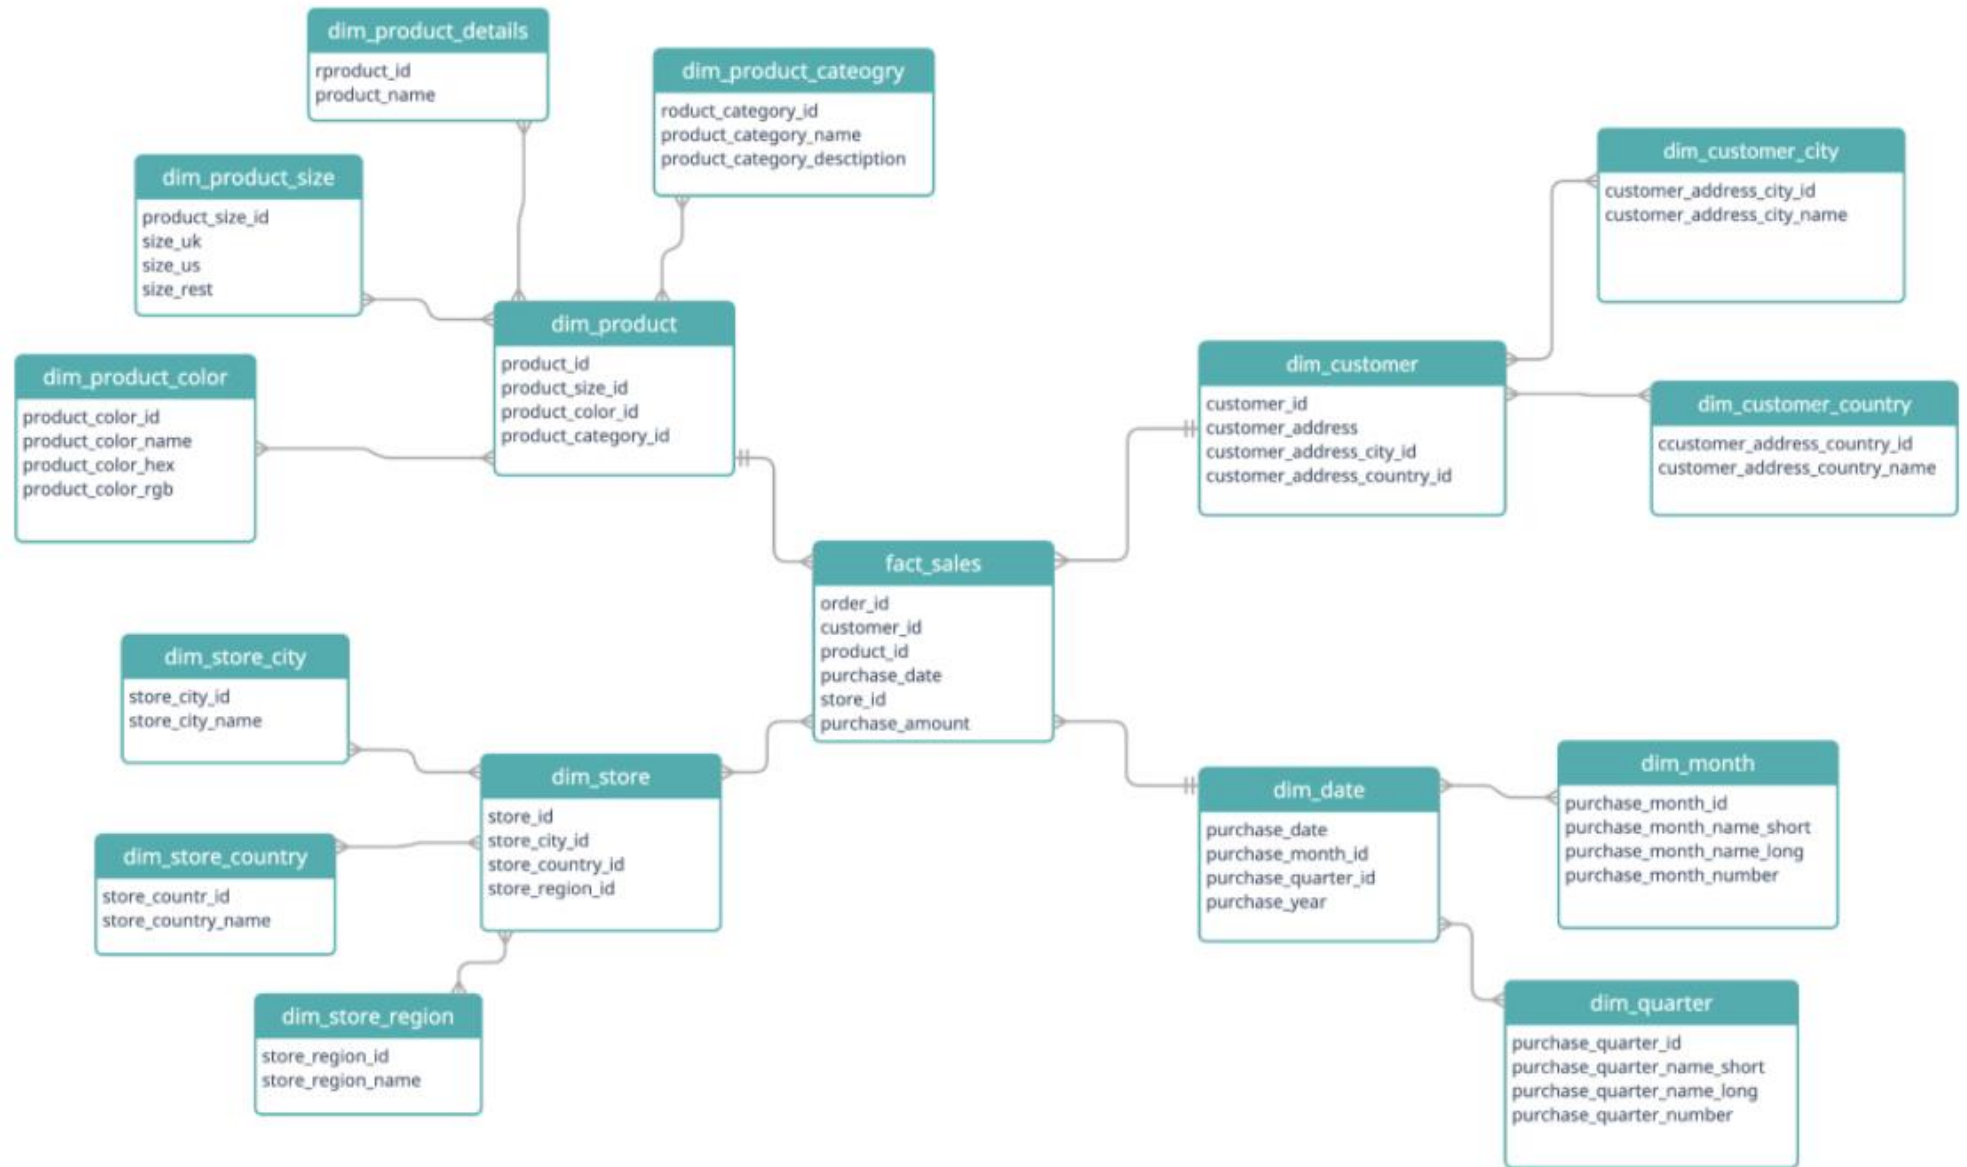 dim_product_details
rproduct_id
product_name
dim_product_cateogry
roduct_category_id
product_category_name
product_category_desctiption
dim_customer_city
customer_address_city_id
customer_address_city_name
dim_product_size
product_size_id
size_uk
size_us
size_rest
dim_product
product_id
product_size_id
product_color_id
product_category_id
dim_product_color
product_color_id
product_color_name
product_color_hex
product_color_rgb
dim_customer
customer_id
customer_address
customer_address_city_id
customer_address_country_id
dim_customer_country
ccustomer_address_country_id
customer_address_country_name
fact_sales
order_id
customer_id
product_id
purchase_date
store_id
purchase_amount
dim_store_city
store_city_id
store_city_name
dim_store
store_id
store_city_id
store_country_id
store_region_id
dim_store_country
store_countr_id
store_country_name
dim_store_region
store_region_id
store_region_name
dim_date
purchase_date
purchase_month_id
purchase_quarter_id
purchase_year
dim_month
purchase_month_id
purchase_month_name_short
purchase_month_name_long
purchase_month_number
dim_quarter
purchase_quarter_id
purchase_quarter_name_short
purchase_quarter_name_long
purchase_quarter_number